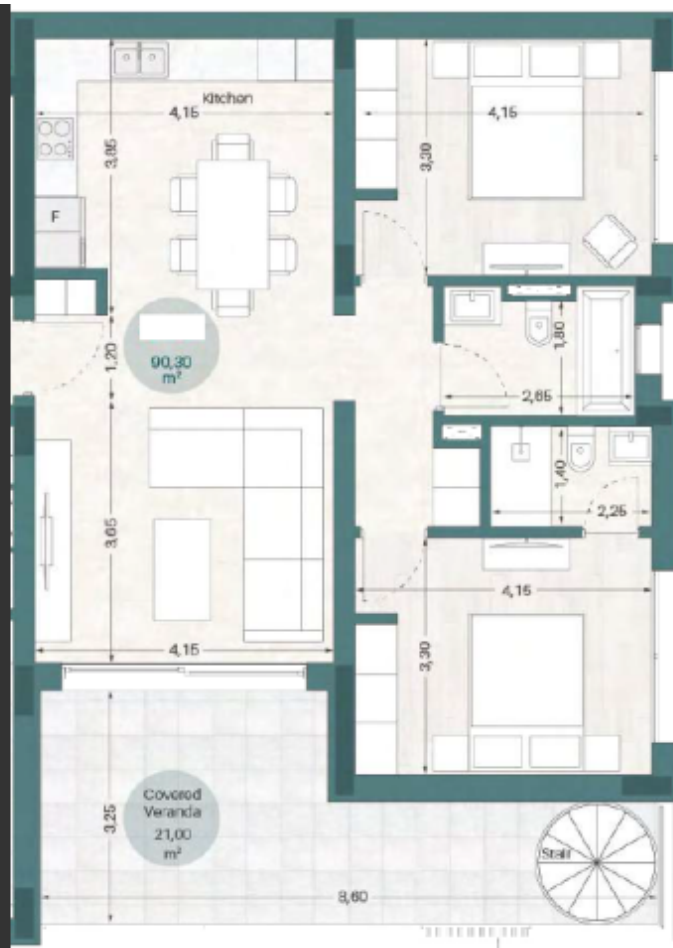 Kitchen
4,15
3,85
F
1,20
90,30
m²
3,65
4,15
4,15
3,30
1,80
2,65
1,40
2,25
4,15
3,30
Covered
Veranda
21,00
m²
3,25
Stair
8,60